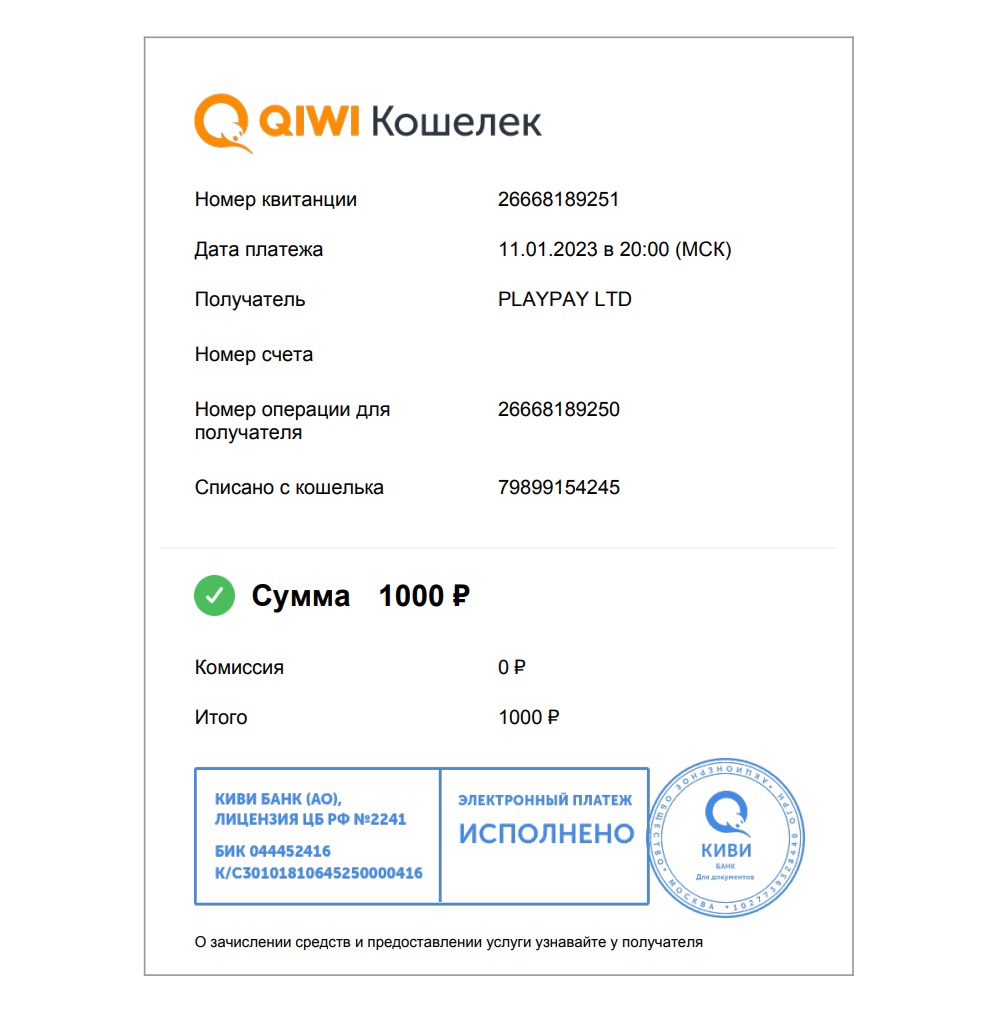 QIWI Кошелек
Номер квитанции 26668189251
Дата платежа 11.01.2023 в 20:00 (МСК)
Получатель PLAYPAY LTD
Номер счета
Номер операции для 26668189250
получателя
Списано с кошелька 79899154245
Сумма 1000 ₽
Комиссия 0 ₽
Итого 1000 ₽
КИВИ БАНК (АО),
ЛИЦЕНЗИЯ ЦБ РФ №2241
БИК 044452416
К/С30101810645250000416
ЭЛЕКТРОННЫЙ ПЛАТЕЖ
ИСПОЛНЕНО
АКЦИОНЕРНОЕ ОБЩЕСТВО * МОСКВА *
КИВИ
БАНК
Для документов
О зачислении средств и предоставлении услуги узнавайте у получателя